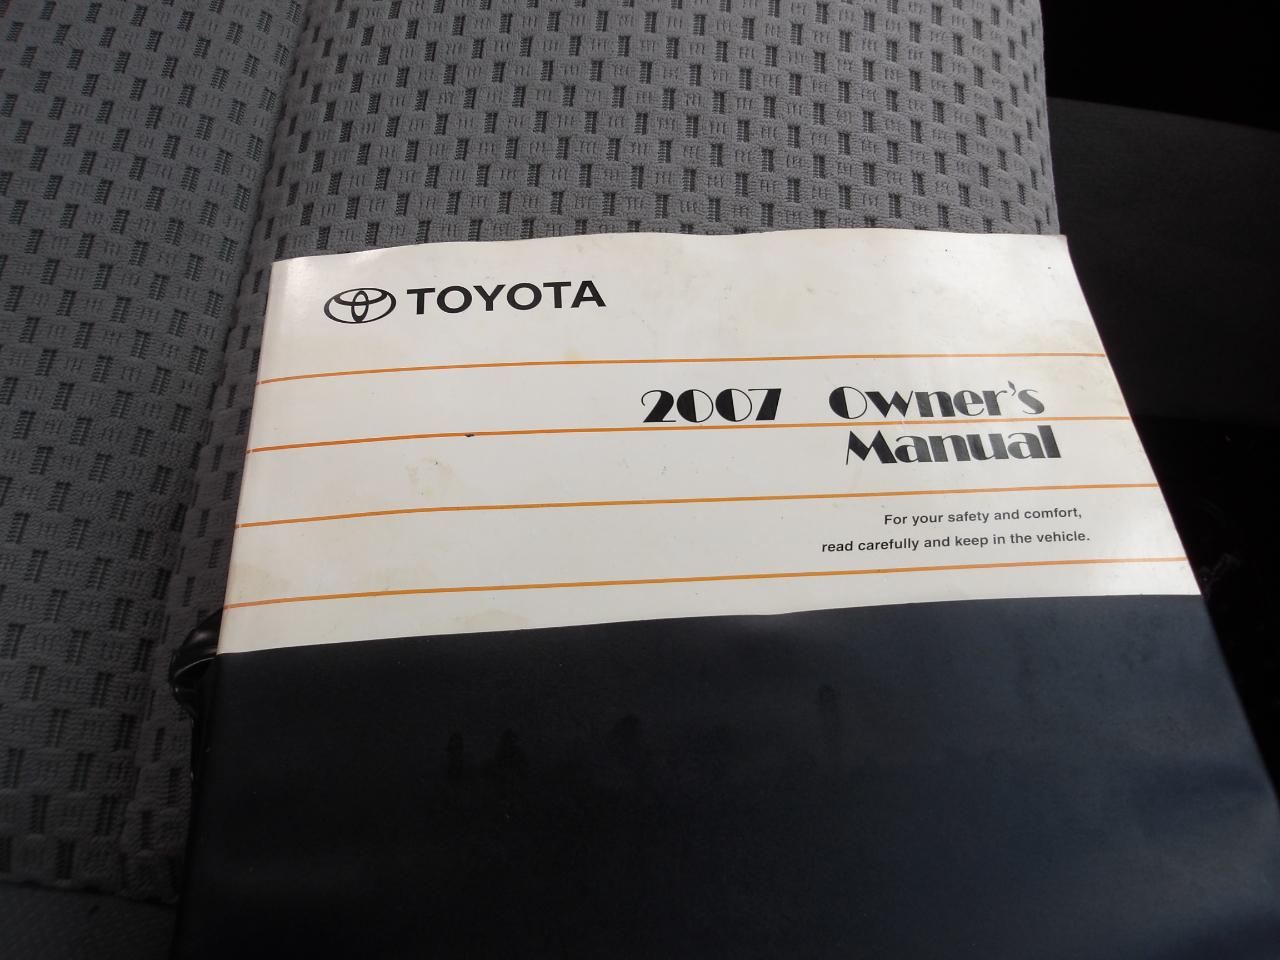 TOYOTA
2007 Owner's
Manual
For your safety and comfort,
read carefully and keep in the vehicle.